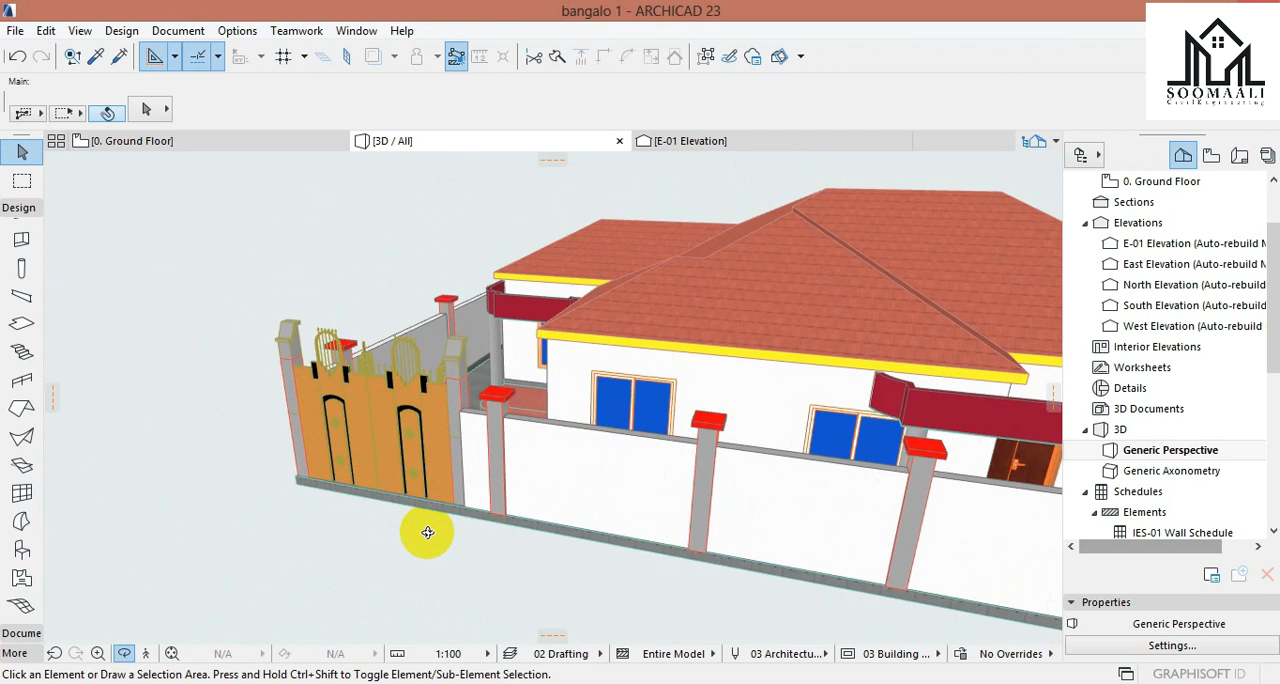 bangalo 1 - ARCHICAD 23
File Edit View Design Document Options Teamwork Window Help
SOOMAALI
Civil Engineering
Main:
[0. Ground Floor]
[3D / All]
[E-01 Elevation]
0. Ground Floor
Sections
Elevations
E-01 Elevation (Auto-rebuild M
East Elevation (Auto-rebuild M
North Elevation (Auto-rebuild
South Elevation (Auto-rebuild
West Elevation (Auto-rebuild
Interior Elevations
Worksheets
Details
3D Documents
3D
Generic Perspective
Generic Axonometry
Schedules
Elements
IES-01 Wall Schedule
Properties
Generic Perspective
Settings...
Design
Docume
More
N/A N/A 1:100 02 Drafting Entire Model 03 Architectu... 03 Building ... No Overrides
Click an Element or Draw a Selection Area. Press and Hold Ctrl+Shift to Toggle Element/Sub-Element Selection.
GRAPHISOFT ID